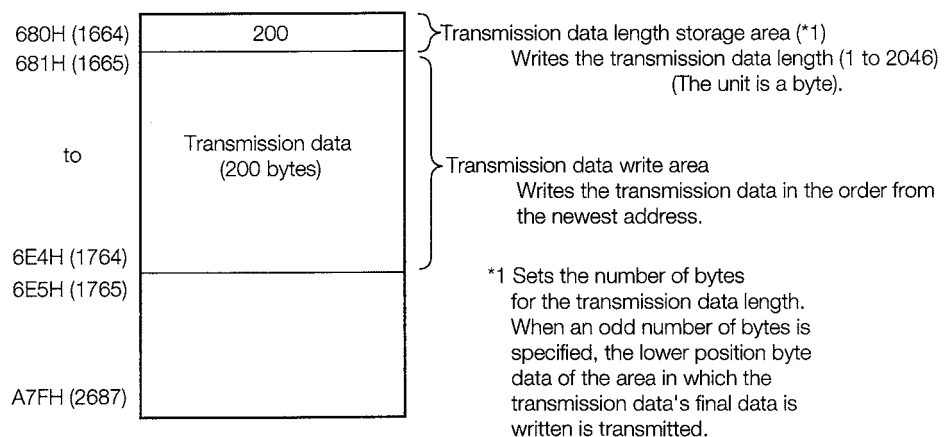 680H (1664)
200
Transmission data length storage area (*1)
Writes the transmission data length (1 to 2046)
(The unit is a byte).
681H (1665)
to
Transmission data
(200 bytes)
Transmission data write area
Writes the transmission data in the order from
the newest address.
6E4H (1764)
6E5H (1765)
A7FH (2687)
*1 Sets the number of bytes
for the transmission data length.
When an odd number of bytes is
specified, the lower position byte
data of the area in which the
transmission data's final data is
written is transmitted.